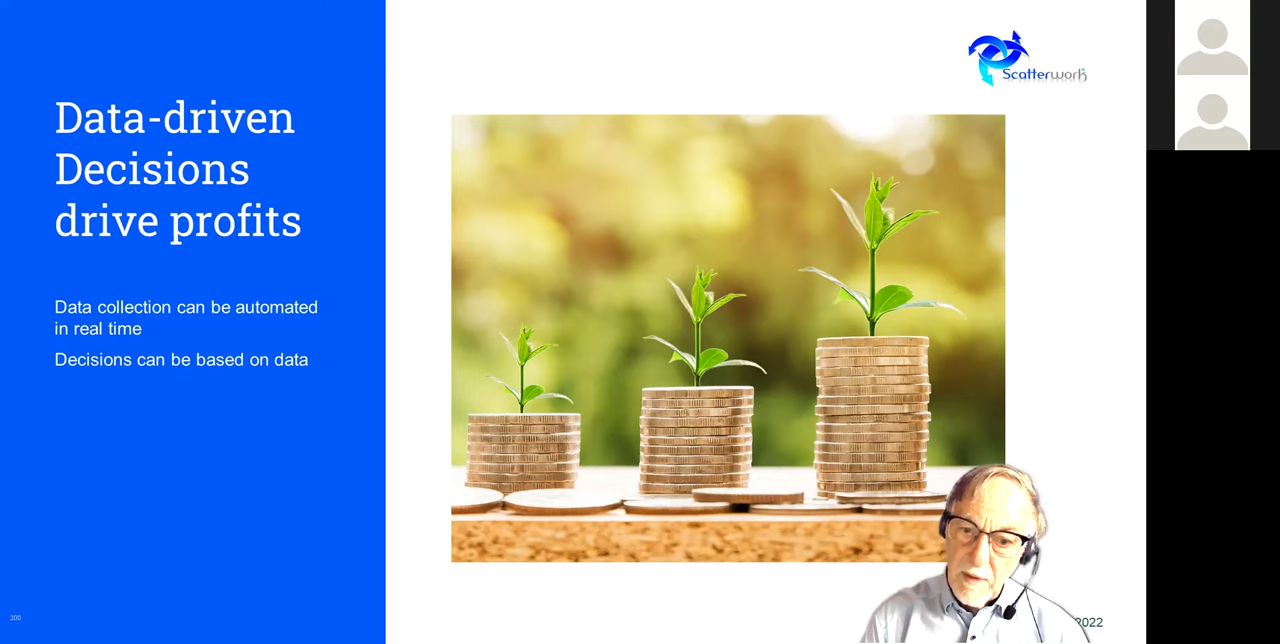 Data-driven
Decisions
drive profits
Data collection can be automated
in real time
Decisions can be based on data
Scatterwork
200
2022